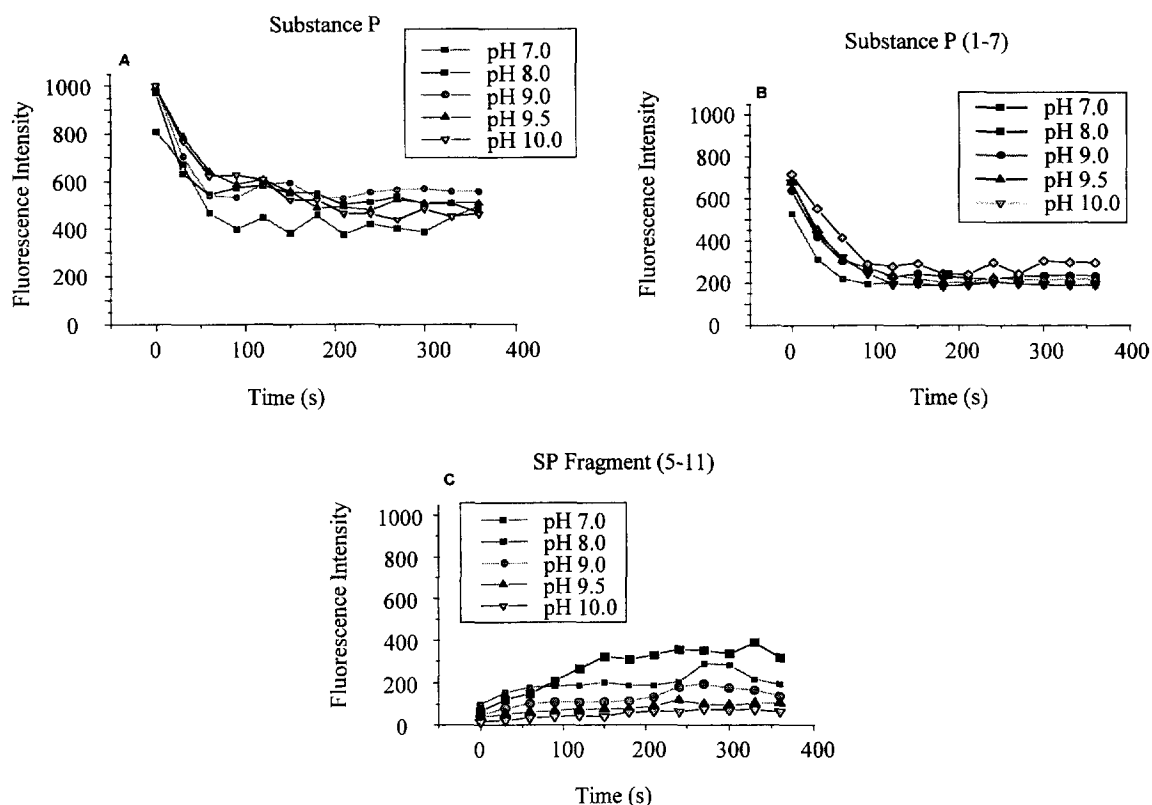 Substance P
A
pH 7.0
pH 8.0
pH 9.0
pH 9.5
pH 10.0
1000
800
600
400
200
0
Fluorescence Intensity
0
100
200
300
400
Time (s)
Substance P (1-7)
B
pH 7.0
pH 8.0
pH 9.0
pH 9.5
pH 10.0
1000
800
600
400
200
0
Fluorescence Intensity
0
100
200
300
400
Time (s)
SP Fragment (5-11)
C
pH 7.0
pH 8.0
pH 9.0
pH 9.5
pH 10.0
1000
800
600
400
200
0
Fluorescence Intensity
0
100
200
300
400
Time (s)